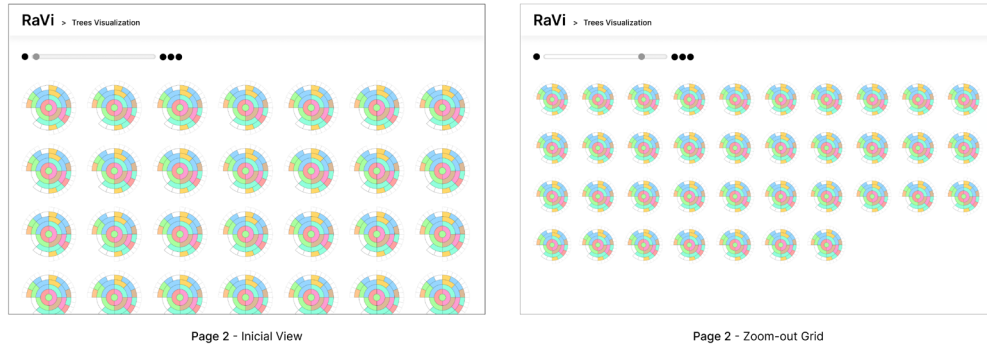 RaVi > Trees Visualization
RaVi > Trees Visualization
Page 2 - Inicial View
Page 2 - Zoom-out Grid